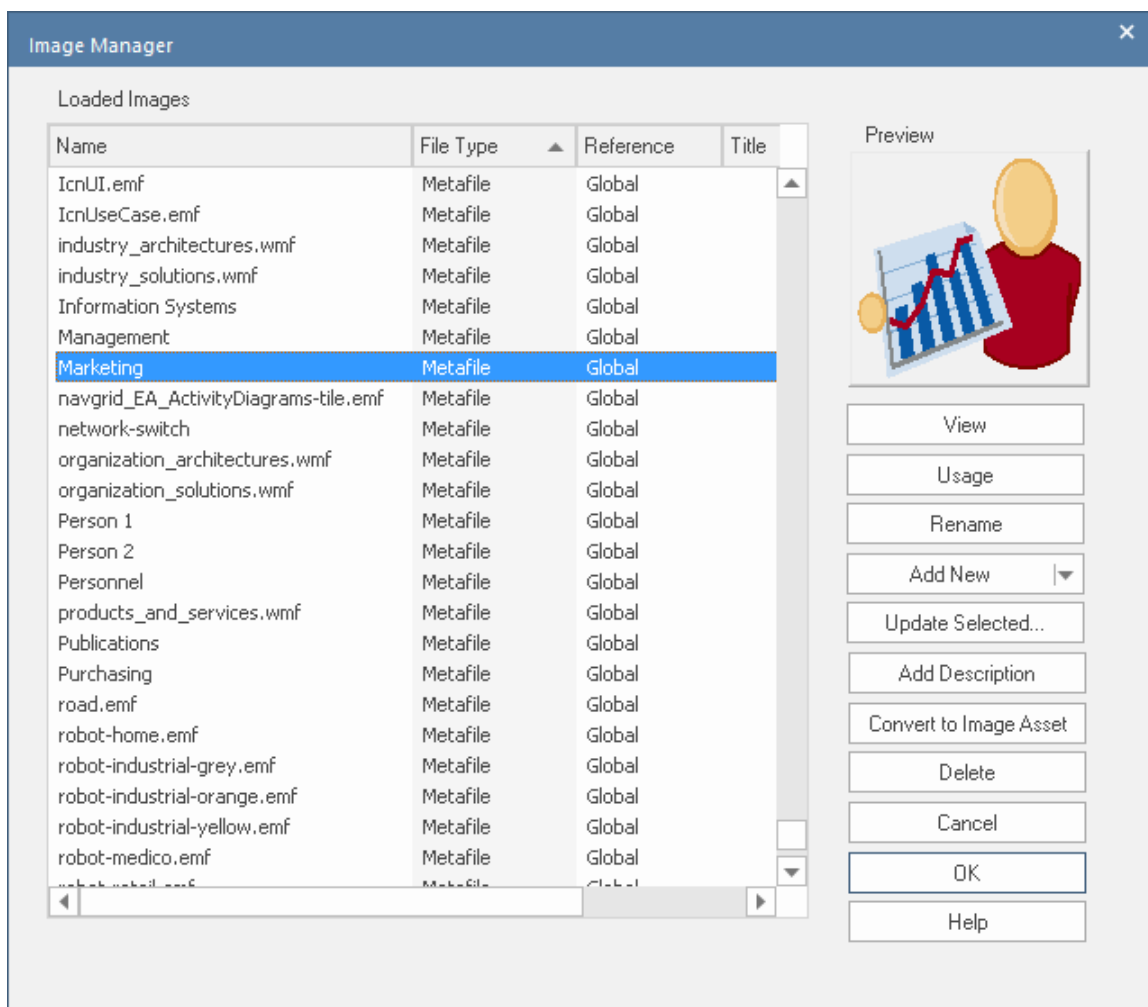 Image Manager
Loaded Images
Name File Type Reference Title
IcnUI.emf Metafile Global
IcnUseCase.emf Metafile Global
industry_architectures.wmf Metafile Global
industry_solutions.wmf Metafile Global
Information Systems Metafile Global
Management Metafile Global
Marketing Metafile Global
navgrid_EA_ActivityDiagrams-tile.emf Metafile Global
network-switch Metafile Global
organization_architectures.wmf Metafile Global
organization_solutions.wmf Metafile Global
Person 1 Metafile Global
Person 2 Metafile Global
Personnel Metafile Global
products_and_services.wmf Metafile Global
Publications Metafile Global
Purchasing Metafile Global
road.emf Metafile Global
robot-home.emf Metafile Global
robot-industrial-grey.emf Metafile Global
robot-industrial-orange.emf Metafile Global
robot-industrial-yellow.emf Metafile Global
robot-medico.emf Metafile Global
Preview
View
Usage
Rename
Add New
Update Selected...
Add Description
Convert to Image Asset
Delete
Cancel
OK
Help